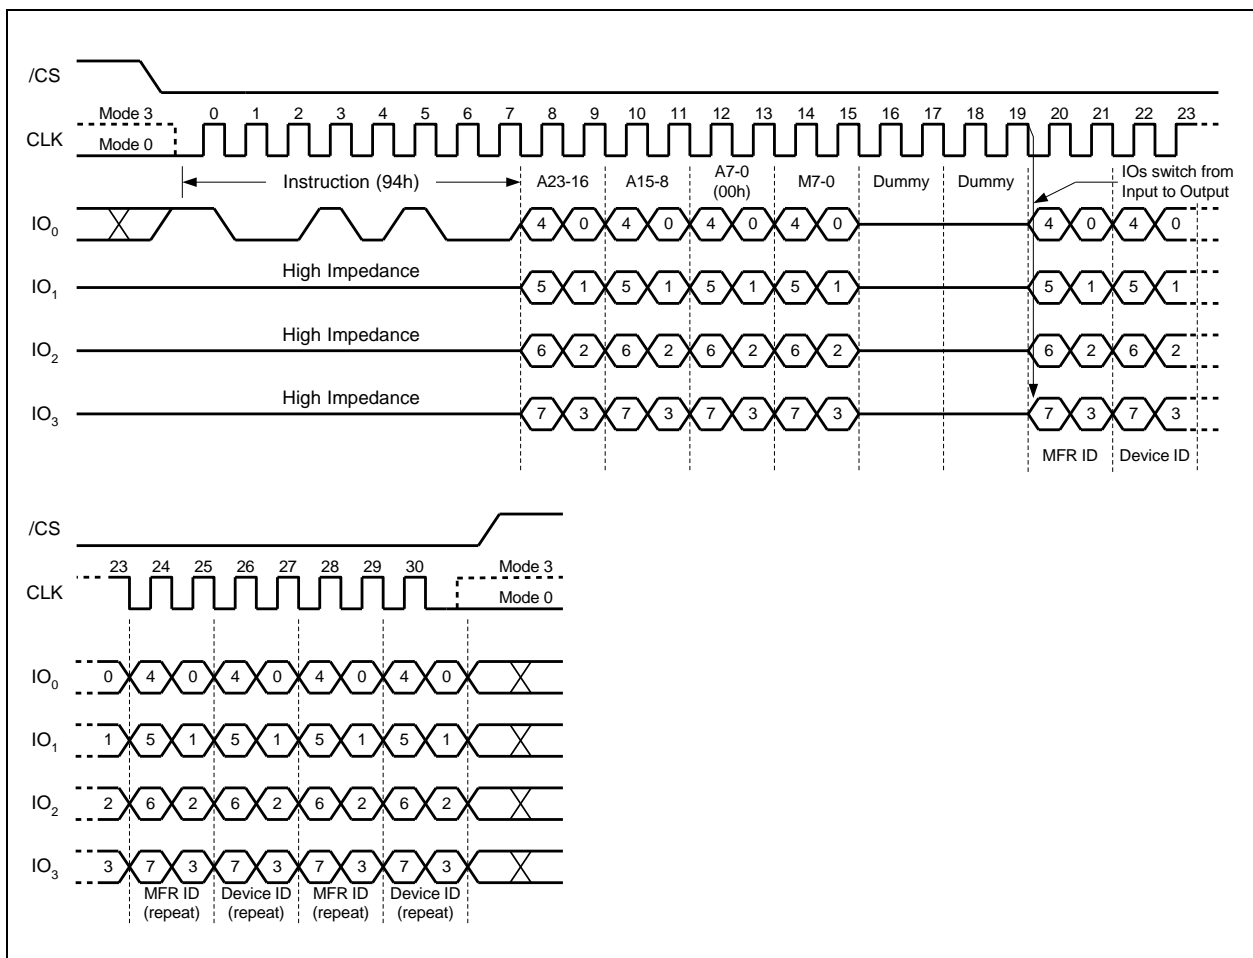 /CS
Mode 3 0 1 2 3 4 5 6 7 8 9 10 11 12 13 14 15 16 17 18 19 20 21 22 23
CLK
Mode 0
Instruction (94h) A23-16 A15-8 A7-0 (00h) M7-0 Dummy Dummy IOs switch from Input to Output
IO0 4 0 4 0 4 0 4 0 4 0 4 0
High Impedance
IO1 5 1 5 1 5 1 5 1 5 1 5 1
High Impedance
IO2 6 2 6 2 6 2 6 2 6 2 6 2
High Impedance
IO3 7 3 7 3 7 3 7 3 7 3 7 3
MFR ID Device ID
/CS
23 24 25 26 27 28 29 30 Mode 3
CLK
Mode 0
IO0 0 4 0 4 0 4 0 4 0
IO1 1 5 1 5 1 5 1 5 1
IO2 2 6 2 6 2 6 2 6 2
IO3 3 7 3 7 3 7 3 7 3
MFR ID Device ID MFR ID Device ID
(repeat) (repeat) (repeat) (repeat)